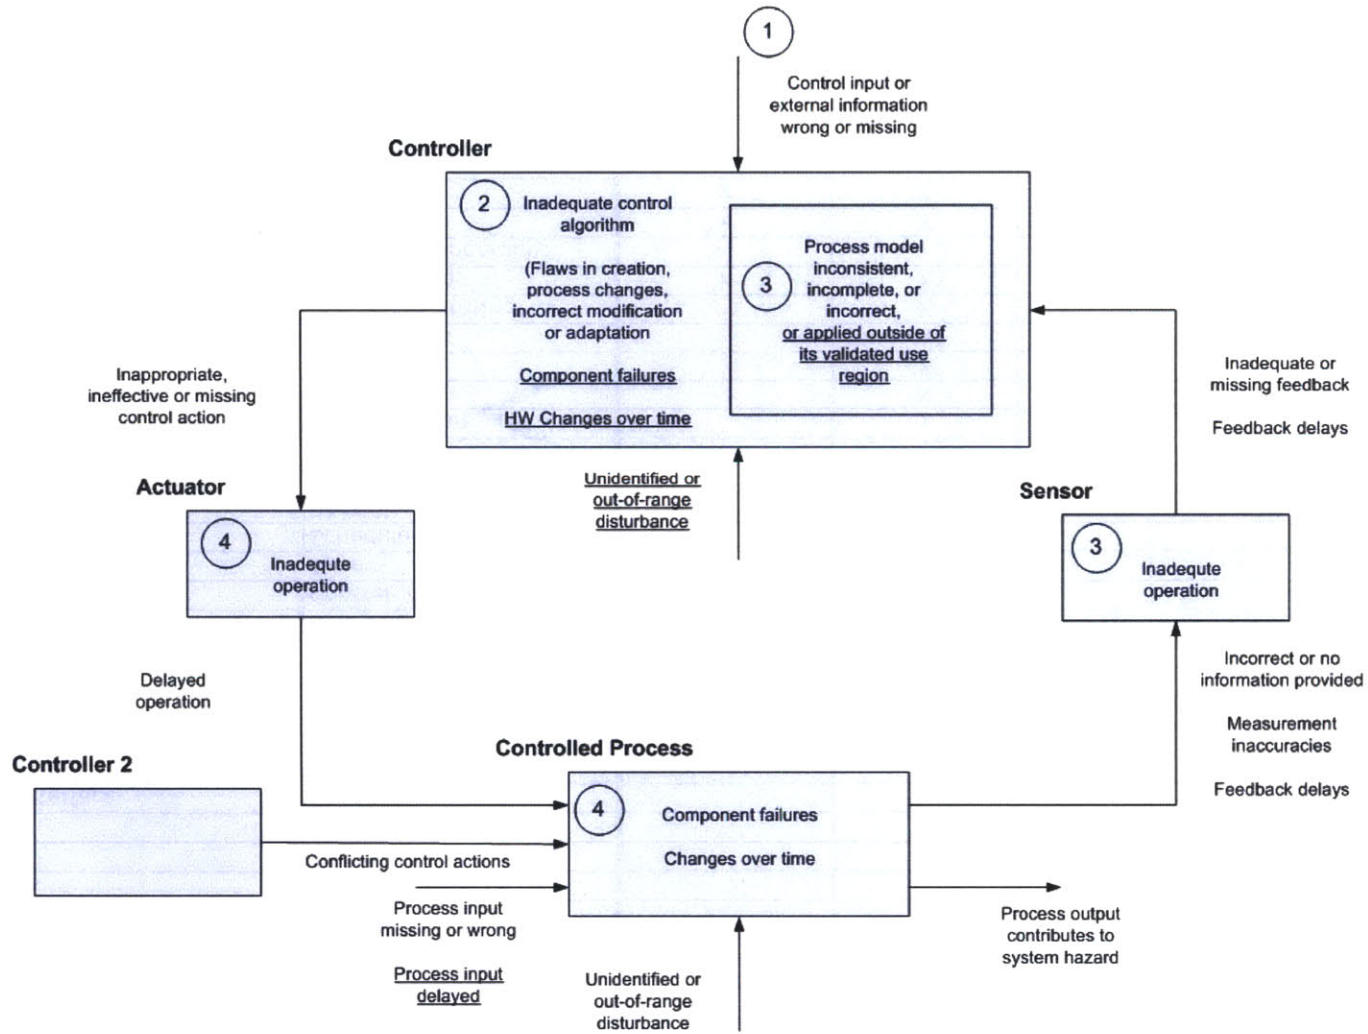 1
Control input or
external information
wrong or missing
Controller
2
Inadequate control
algorithm
(Flaws in creation,
process changes,
incorrect modification
or adaptation
Component failures
HW Changes over time
3
Process model
inconsistent,
incomplete, or
incorrect,
or applied outside of
its validated use
region
Inappropriate,
ineffective or missing
control action
Inadequate or
missing feedback
Feedback delays
Unidentified or
out-of-range
disturbance
Actuator
4
Inadequte
operation
Sensor
3
Inadequte
operation
Delayed
operation
Incorrect or no
information provided
Measurement
inaccuracies
Feedback delays
Controller 2
Controlled Process
4
Component failures
Changes over time
Conflicting control actions
Process input
missing or wrong
Process input
delayed
Unidentified or
out-of-range
disturbance
Process output
contributes to
system hazard